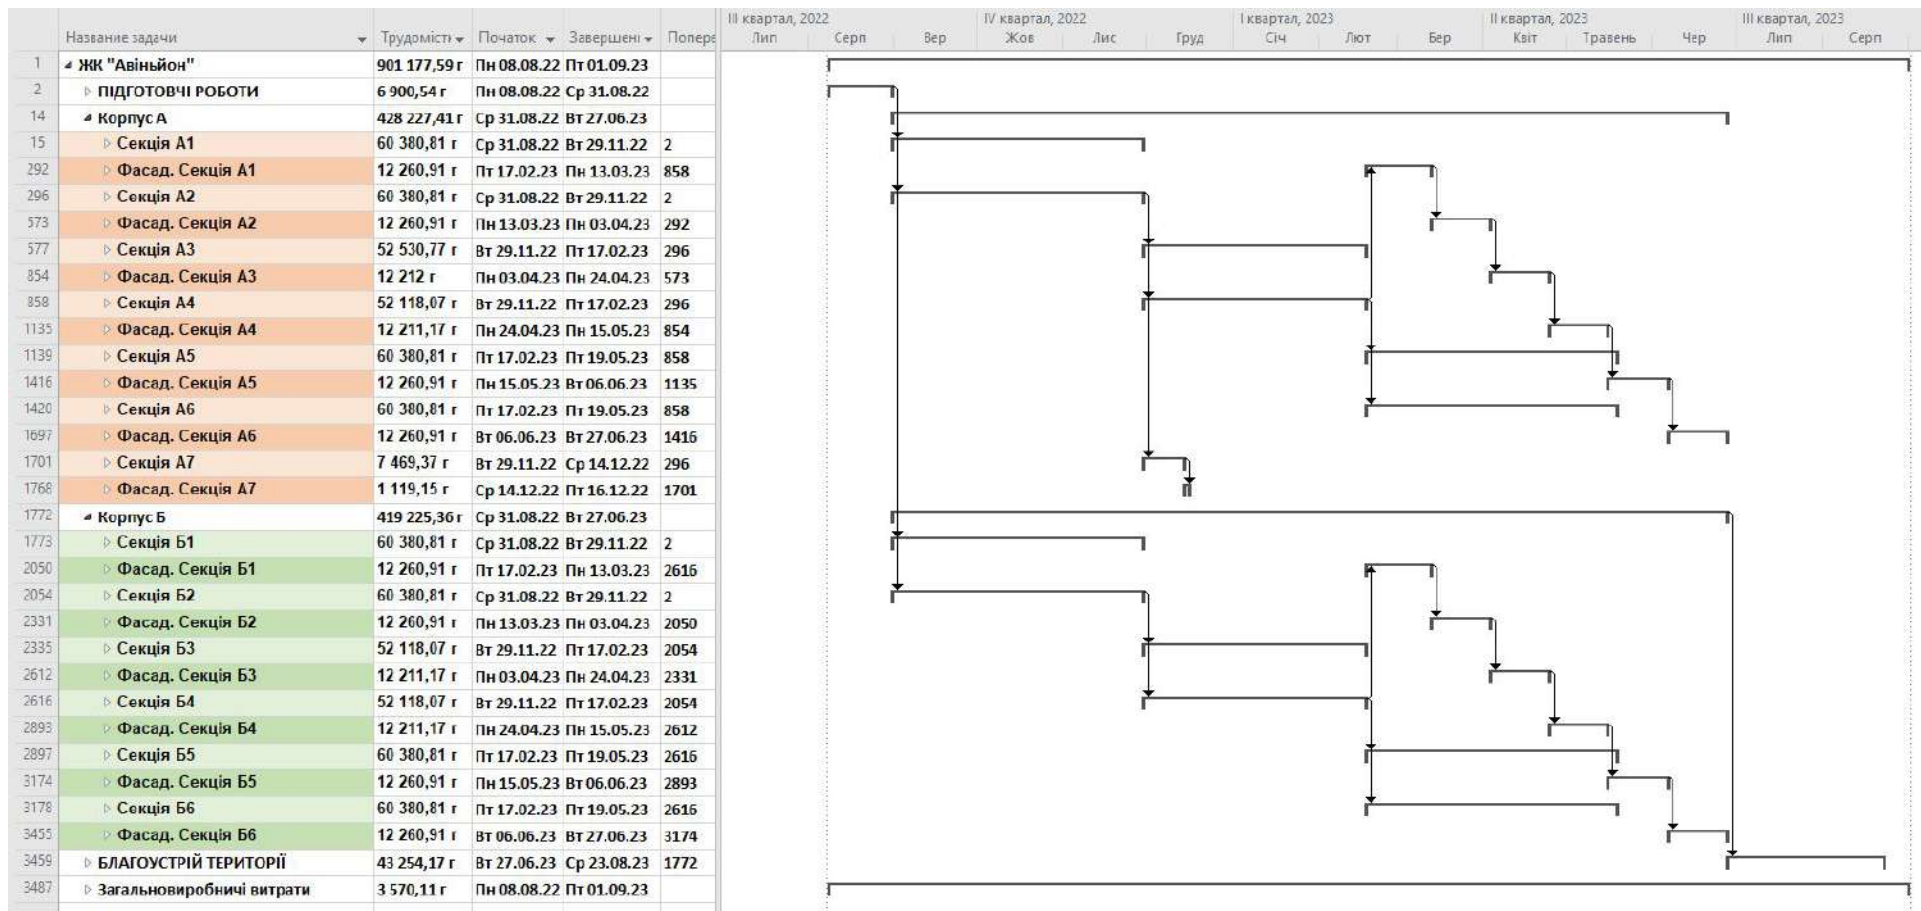 III квартал, 2022 IV квартал, 2022 I квартал, 2023 II квартал, 2023 III квартал, 2023
Название задачи Трудоміст Початок Завершені Попере Лип Серп Вер Жов Лис Груд Січ Лют Бер Квіт Травень Чер Лип Серп
1 ЖК "Авіньйон" 901 177,59 г Пн 08.08.22 Пт 01.09.23
2 ПІДГОТОВЧІ РОБОТИ 6 900,54 г Пн 08.08.22 Ср 31.08.22
14 Корпус А 428 227,41 г Ср 31.08.22 Вт 27.06.23
15 Секція А1 60 380,81 г Ср 31.08.22 Вт 29.11.22 2
292 Фасад. Секція А1 12 260,91 г Пт 17.02.23 Пн 13.03.23 858
296 Секція А2 60 380,81 г Ср 31.08.22 Вт 29.11.22 2
573 Фасад. Секція А2 12 260,91 г Пн 13.03.23 Пн 03.04.23 292
577 Секція А3 52 530,77 г Вт 29.11.22 Пт 17.02.23 296
854 Фасад. Секція А3 12 212 г Пн 03.04.23 Пн 24.04.23 573
858 Секція А4 52 118,07 г Вт 29.11.22 Пт 17.02.23 296
1135 Фасад. Секція А4 12 211,17 г Пн 24.04.23 Пн 15.05.23 854
1139 Секція А5 60 380,81 г Пт 17.02.23 Пт 19.05.23 858
1416 Фасад. Секція А5 12 260,91 г Пн 15.05.23 Вт 06.06.23 1135
1420 Секція А6 60 380,81 г Пт 17.02.23 Пт 19.05.23 858
1697 Фасад. Секція А6 12 260,91 г Вт 06.06.23 Вт 27.06.23 1416
1701 Секція А7 7 469,37 г Вт 29.11.22 Ср 14.12.22 296
1768 Фасад. Секція А7 1 119,15 г Ср 14.12.22 Пт 16.12.22 1701
1772 Корпус Б 419 225,36 г Ср 31.08.22 Вт 27.06.23
1773 Секція Б1 60 380,81 г Ср 31.08.22 Вт 29.11.22 2
2050 Фасад. Секція Б1 12 260,91 г Пт 17.02.23 Пн 13.03.23 2616
2054 Секція Б2 60 380,81 г Ср 31.08.22 Вт 29.11.22 2
2331 Фасад. Секція Б2 12 260,91 г Пн 13.03.23 Пн 03.04.23 2050
2335 Секція Б3 52 118,07 г Вт 29.11.22 Пт 17.02.23 2054
2612 Фасад. Секція Б3 12 211,17 г Пн 03.04.23 Пн 24.04.23 2331
2616 Секція Б4 52 118,07 г Вт 29.11.22 Пт 17.02.23 2054
2893 Фасад. Секція Б4 12 211,17 г Пн 24.04.23 Пн 15.05.23 2612
2897 Секція Б5 60 380,81 г Пт 17.02.23 Пт 19.05.23 2616
3174 Фасад. Секція Б5 12 260,91 г Пн 15.05.23 Вт 06.06.23 2893
3178 Секція Б6 60 380,81 г Пт 17.02.23 Пт 19.05.23 2616
3455 Фасад. Секція Б6 12 260,91 г Вт 06.06.23 Вт 27.06.23 3174
3459 БЛАГОУСТРІЙ ТЕРИТОРІЇ 43 254,17 г Вт 27.06.23 Ср 23.08.23 1772
3487 Загальновиробничі витрати 3 570,11 г Пн 08.08.22 Пт 01.09.23